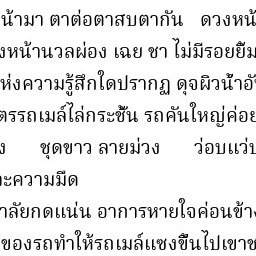 น้ามา ตาต่อตาสบตากัน ดวงหน้
งหน้านวลผ่อง เฉย ชา ไม่มีรอยยิ้ม
ห่งความรู้สึกใดปรากฏ ดุจผิวน้ำอั
ตรรถเมล์ไล่กระชั้น รถคันใหญ่ค่อย
ง ชุดขาว ลายม่วง ว่อบแว่บ
ะความมืด
าลัยกดแน่น อาการหายใจค่อนข้าง
ของรถทำให้รถเมล์แซงขึ้นไปเขาช